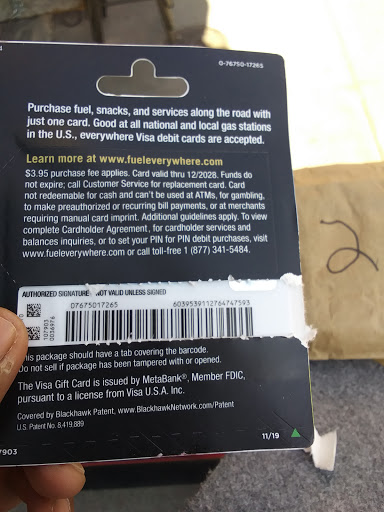 0-76750-17265
Purchase fuel, snacks, and services along the road with
just one card. Good at all national and local gas stations
in the U.S., everywhere Visa debit cards are accepted.
Learn more at www.fueleverywhere.com
$3.95 purchase fee applies. Card valid thru 12/2028. Funds do
not expire; call Customer Service for replacement card. Card
not redeemable for cash and can't be used at ATMs, for gambling,
to make preauthorized or recurring bill payments, or at merchants
requiring manual card imprint. Additional guidelines apply. To view
complete Cardholder Agreement, for cardholder services and
balances inquiries, or to set your PIN for PIN debit purchases, visit
www.fueleverywhere.com or call toll-free 1 (877) 341-5484.
2
AUTHORIZED SIGNATURE- NOT VALID UNLESS SIGNED
07675017265
6039539112764747593
107903
0036976
This package should have a tab covering the barcode.
Do not sell if package has been tampered with or opened.
The Visa Gift Card is issued by MetaBank®, Member FDIC,
pursuant to a license from Visa U.S.A. Inc.
Covered by Blackhawk Patent, www.BlackhawkNetwork.com/Patent
U.S. Patent No. 8,419,889
7903
11/19